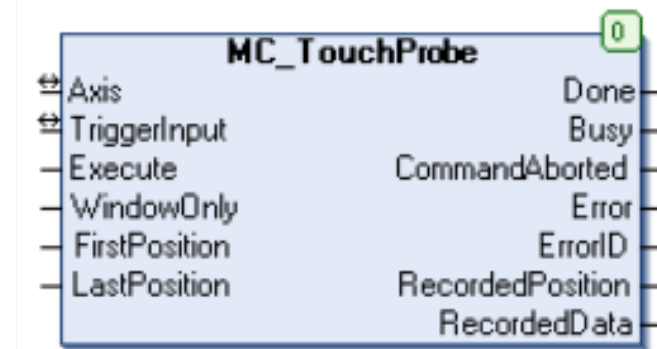 0
MC_TouchProbe
Axis Done
TriggerInput Busy
Execute CommandAborted
WindowOnly Error
FirstPosition ErrorID
LastPosition RecordedPosition
RecordedData